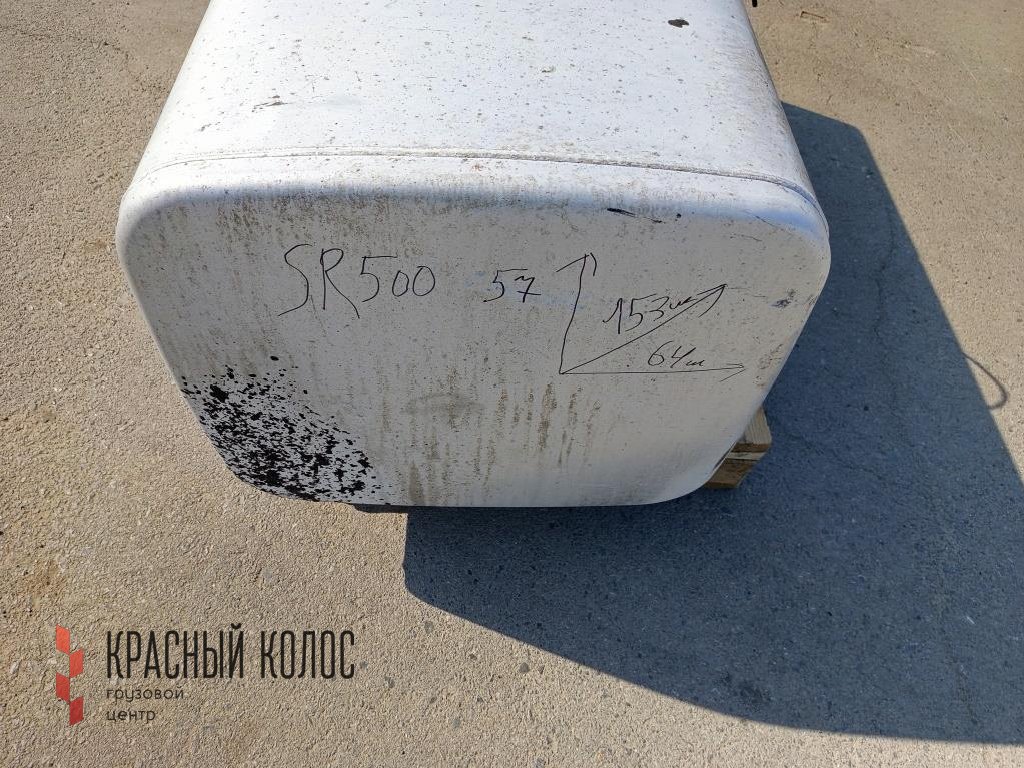 SR500 57
153см
64см
КРАСНЫЙ КОЛОС
грузовой
центр